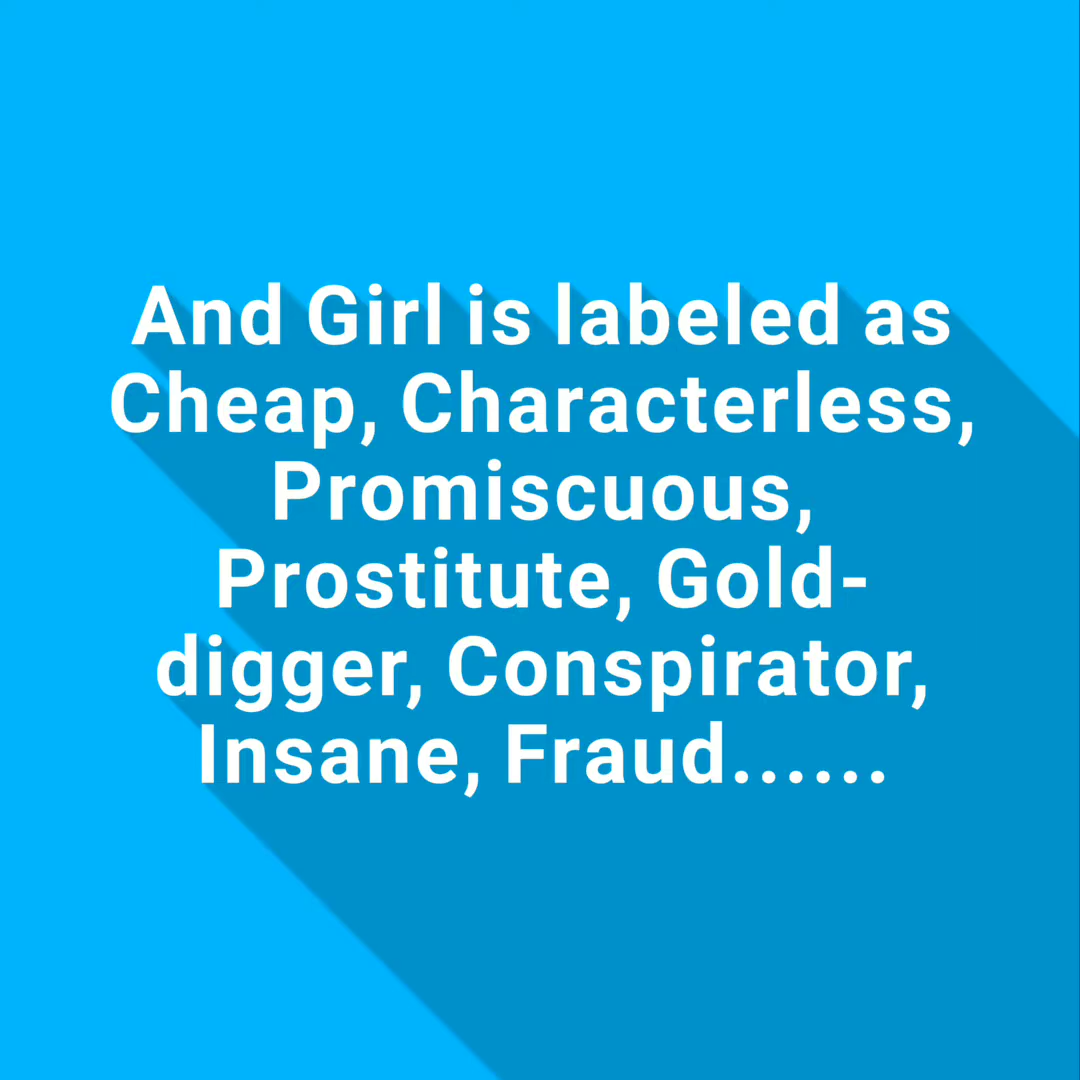 And Girl is labeled as
Cheap, Characterless,
Promiscuous,
Prostitute, Gold-
digger, Conspirator,
Insane, Fraud......